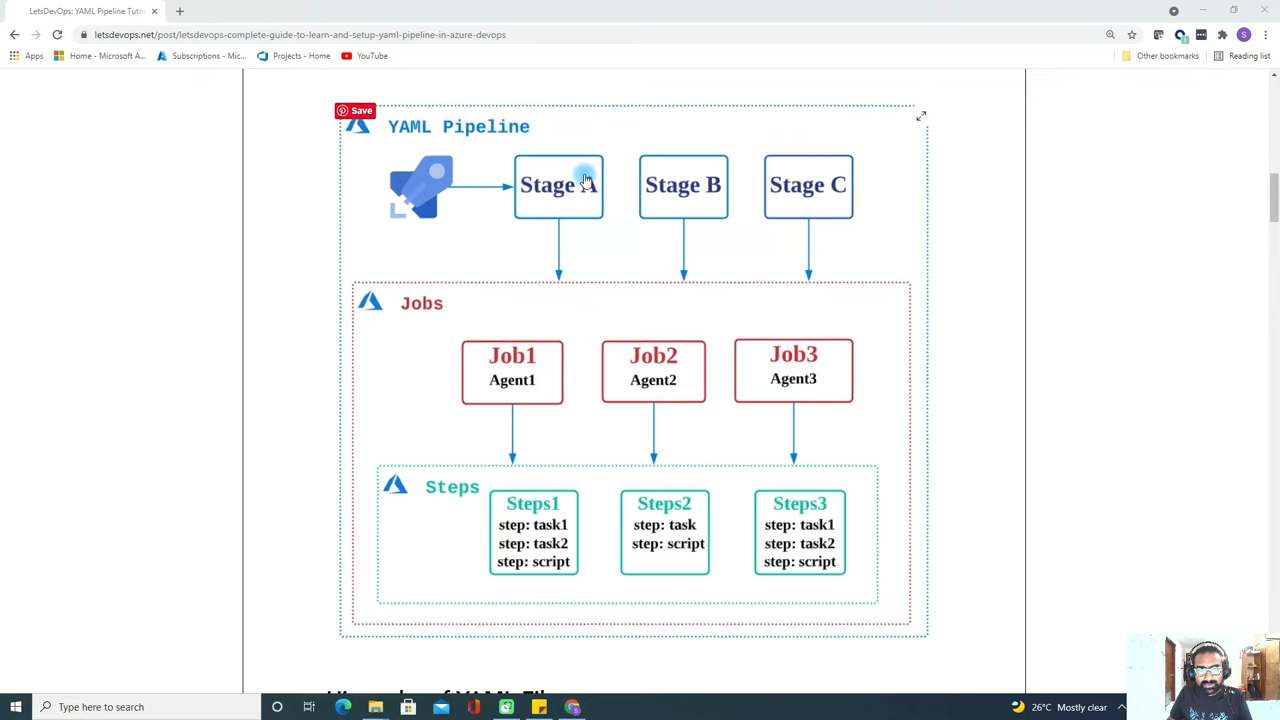 LetsDevOps: YAML Pipeline Tuto
letsdevops.net/post/letsdevops-complete-guide-to-learn-and-setup-yaml-pipeline-in-azure-devops
S
Apps
Home - Microsoft A...
Subscriptions - Mic...
Projects - Home
YouTube
Other bookmarks
Reading list
Save
YAML Pipeline
Stage A
Stage B
Stage C
Jobs
Job1
Agent1
Job2
Agent2
Job3
Agent3
Steps
Steps1
step: task1
step: task2
step: script
Steps2
step: task
step: script
Steps3
step: task1
step: task2
step: script
Type here to search
26°C Mostly clear